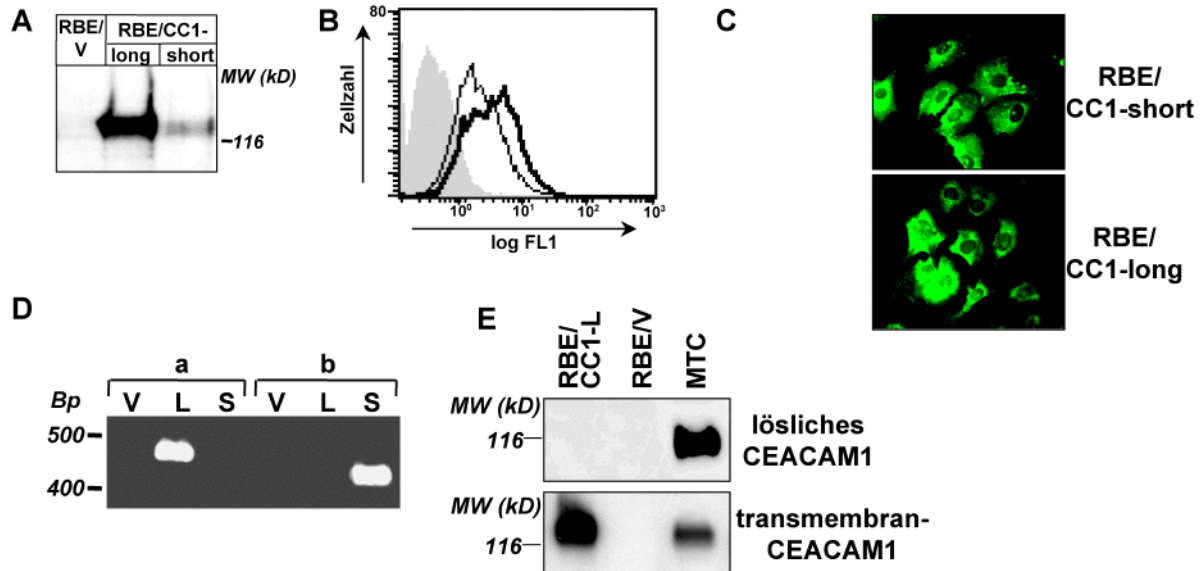 A
RBE/
V
RBE/CC1-
long
short
MW (kD)
–116
B
80
Zellzahl
10⁰
10¹
10²
10³
log FL1
C
RBE/
CC1-short
RBE/
CC1-long
D
a
b
Bp
V
L
S
V
L
S
500
400
E
RBE/
CC1-L
RBE/V
MTC
MW (kD)
116
lösliches
CEACAM1
MW (kD)
116
transmembran-
CEACAM1